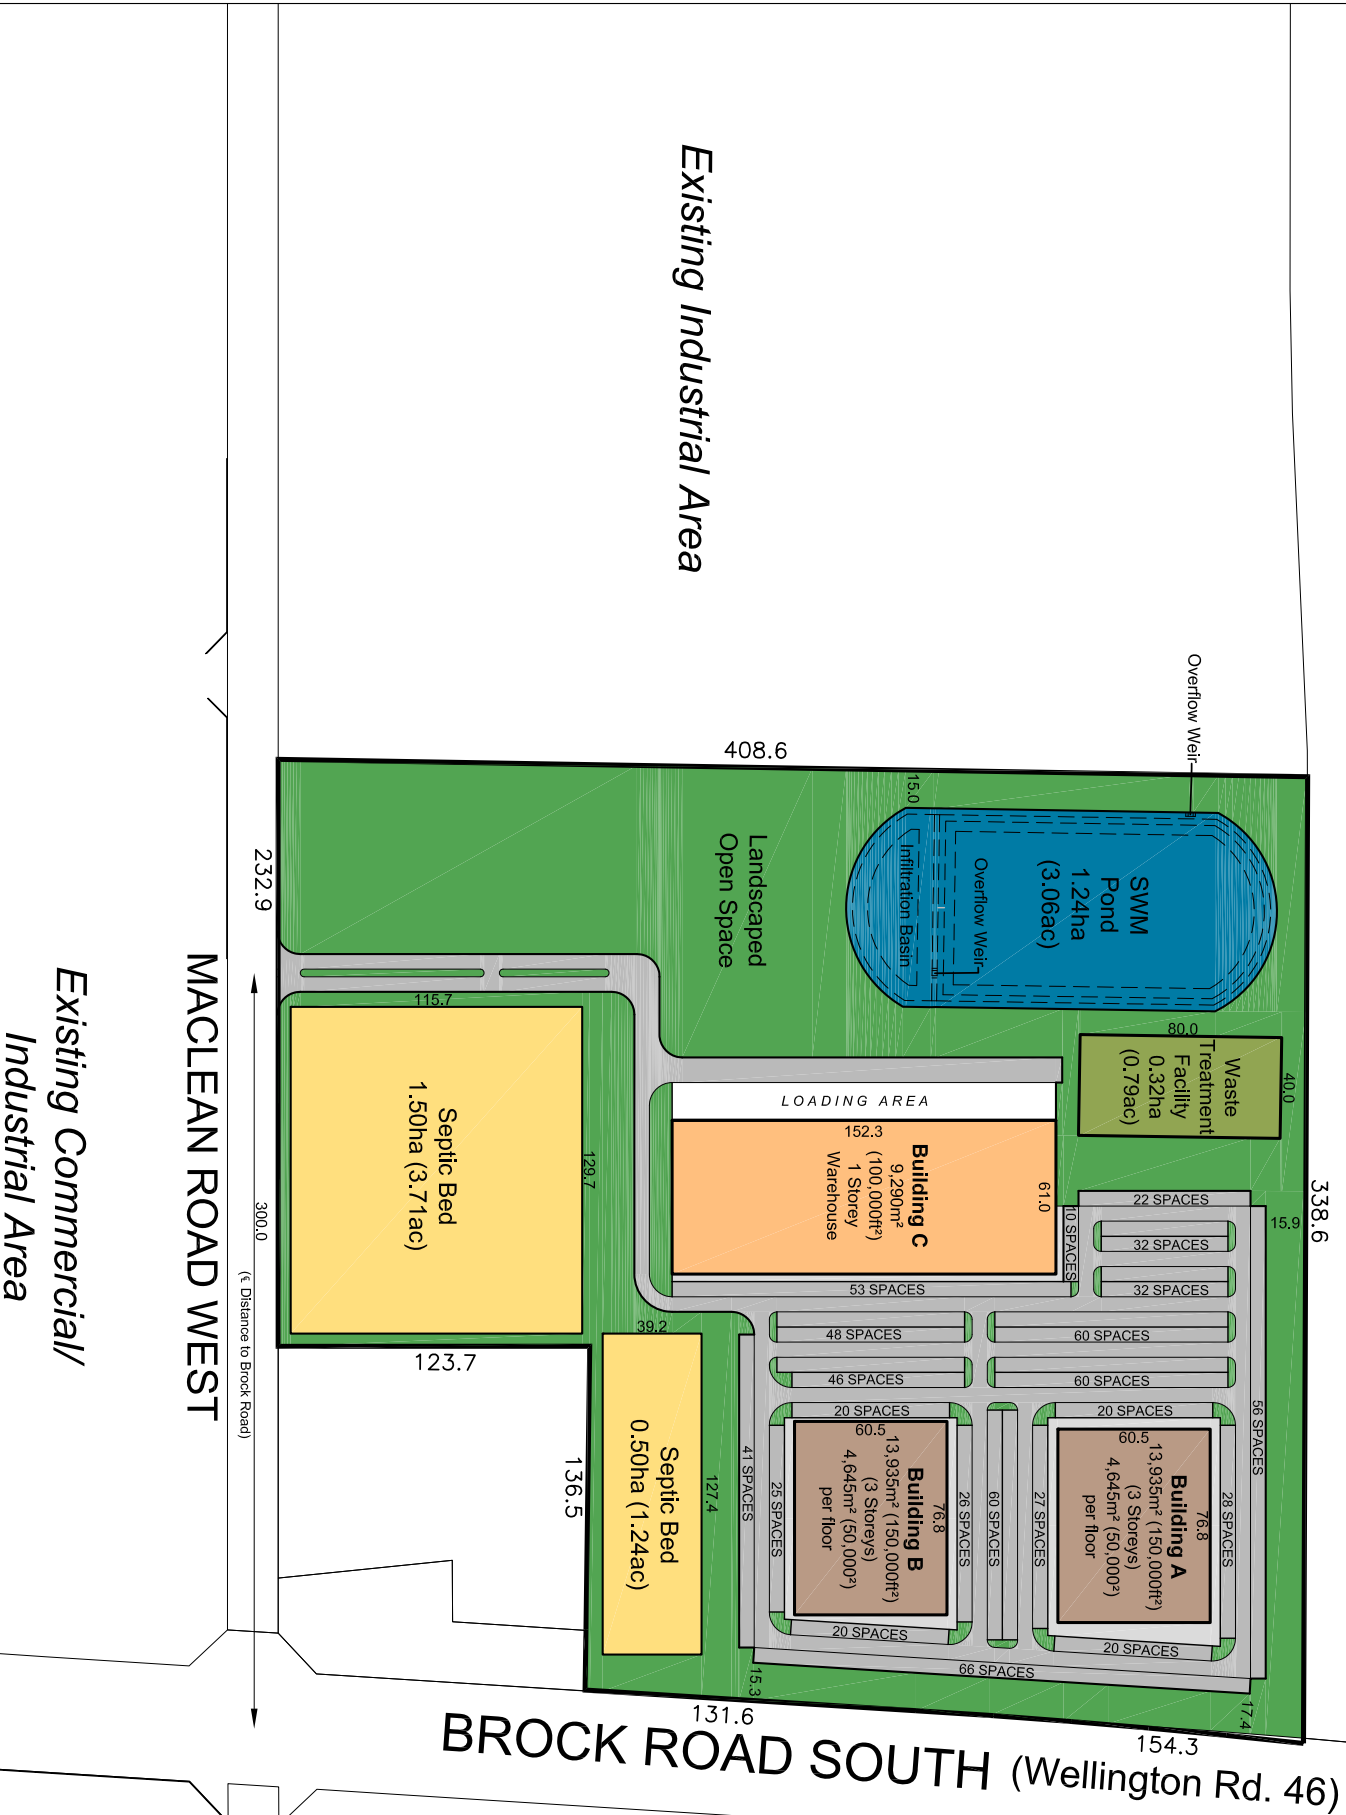 Existing Industrial Area
Overflow Weir
408.6
15.0
SWM
Pond
1.24ha
(3.06ac)
Overflow Weir
Infiltration Basin
Landscaped
Open Space
232.9
80.0
40.0
Waste
Treatment
Facility
0.32ha
(0.79ac)
338.6
15.9
LOADING AREA
152.3
61.0
Building C
9,290m²
(100,000ft²)
1 Storey
Warehouse
115.7
129.7
Septic Bed
1.50ha (3.71ac)
22 SPACES
32 SPACES
32 SPACES
10 SPACES
53 SPACES
48 SPACES
60 SPACES
46 SPACES
60 SPACES
20 SPACES
20 SPACES
56 SPACES
60.5
76.8
Building A
13,935m² (150,000ft²)
(3 Storeys)
4,645m² (50,000²)
per floor
28 SPACES
27 SPACES
60 SPACES
26 SPACES
60.5
76.8
Building B
13,935m² (150,000ft²)
(3 Storeys)
4,645m² (50,000²)
per floor
25 SPACES
41 SPACES
20 SPACES
20 SPACES
66 SPACES
39.2
127.4
Septic Bed
0.50ha (1.24ac)
123.7
136.5
15.3
17.4
131.6
154.3
300.0
(℄ Distance to Brock Road)
MACLEAN ROAD WEST
Existing Commercial/
Industrial Area
BROCK ROAD SOUTH (Wellington Rd. 46)